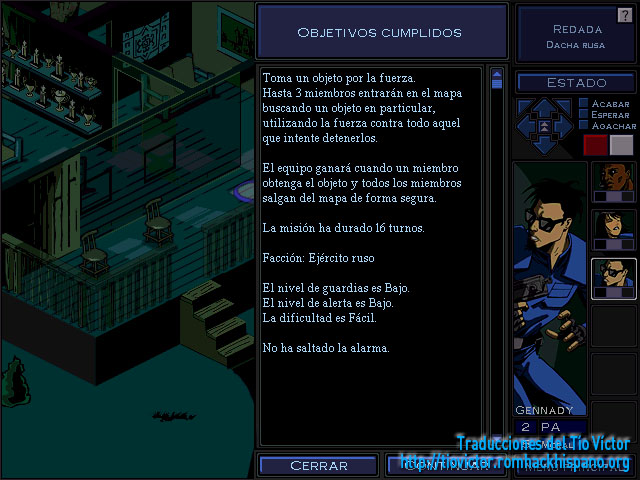 OBJETIVOS CUMPLIDOS
Toma un objeto por la fuerza.
Hasta 3 miembros entrarán en el mapa
buscando un objeto en particular,
utilizando la fuerza contra todo aquel
que intente detenerlos.
El equipo ganará cuando un miembro
obtenga el objeto y todos los miembros
salgan del mapa de forma segura.
La misión ha durado 16 turnos.
Facción: Ejército ruso
El nivel de guardias es Bajo.
El nivel de alerta es Bajo.
La dificultad es Fácil.
No ha saltado la alarma.
CERRAR
CONTINUAR
?
REDADA
DACHA RUSA
ESTADO
ACABAR
ESPERAR
AGACHAR
GENNADY
2 PA
Traducciones del Tio Victor
http://tiovictor.romhackhispano.org
MENÚ PRINCIPAL